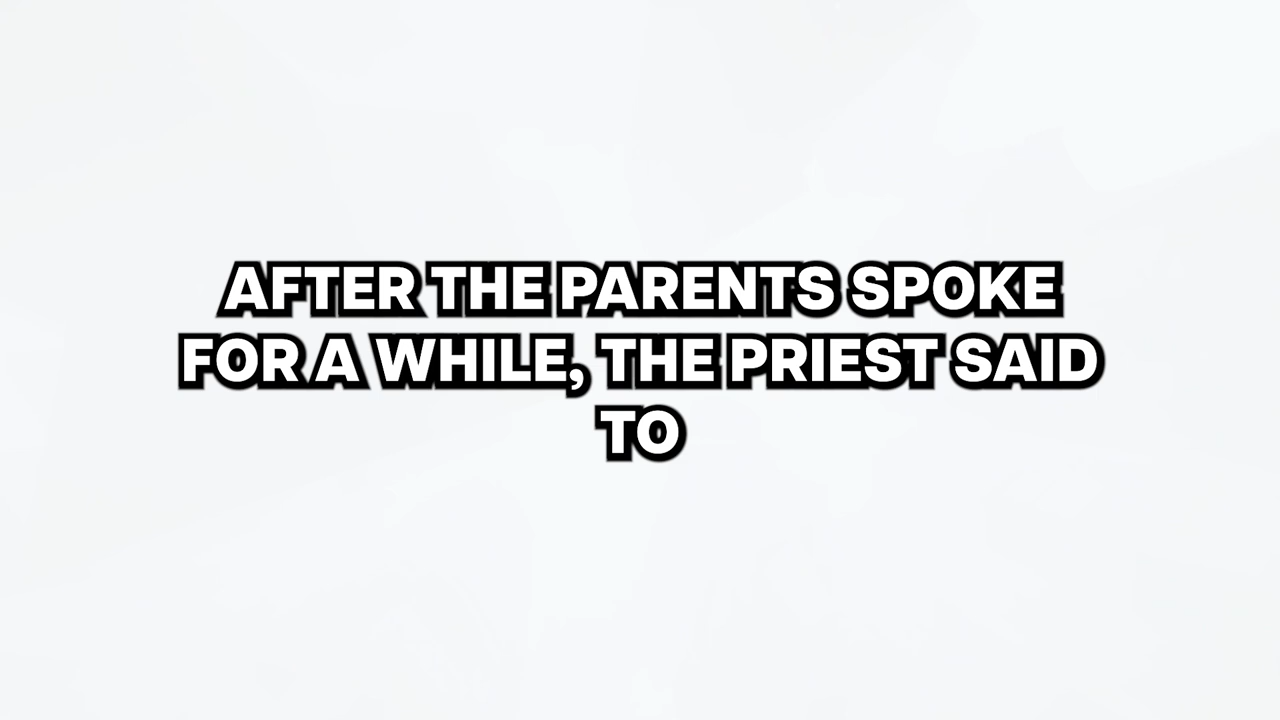 AFTER THE PARENTS SPOKE
FOR A WHILE, THE PRIEST SAID
TO